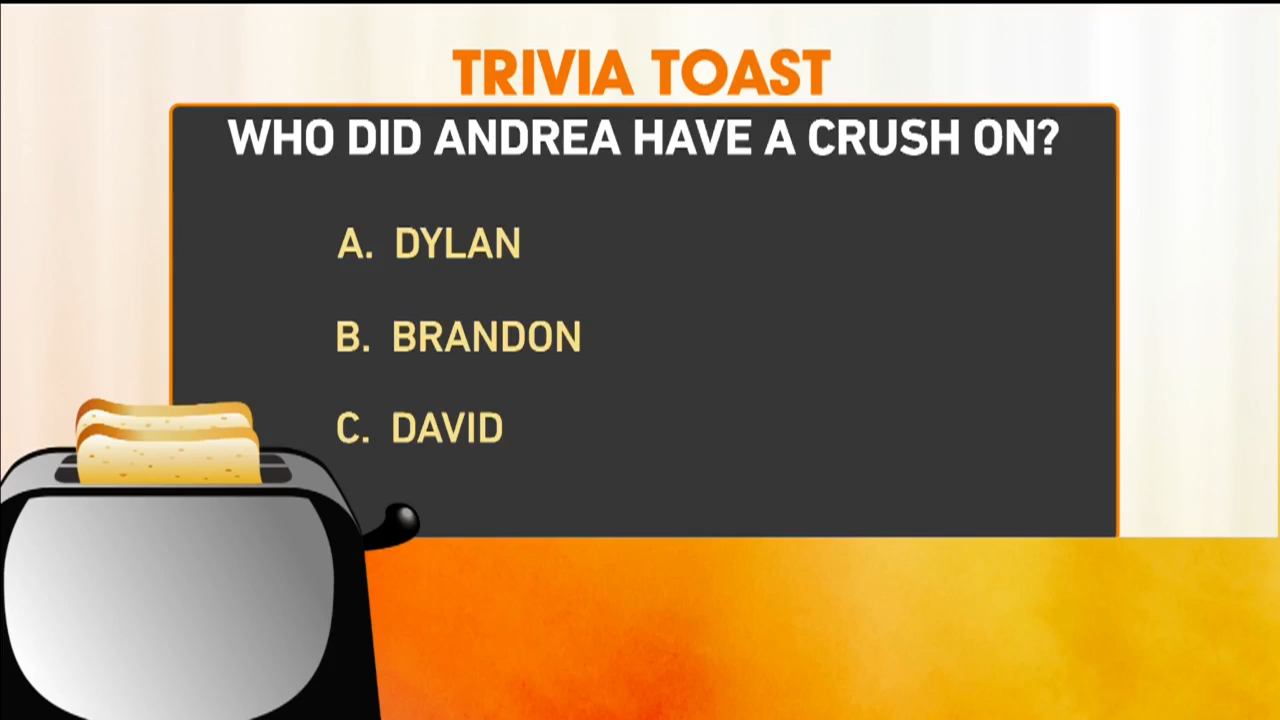 TRIVIA TOAST
WHO DID ANDREA HAVE A CRUSH ON?
A. DYLAN
B. BRANDON
C. DAVID